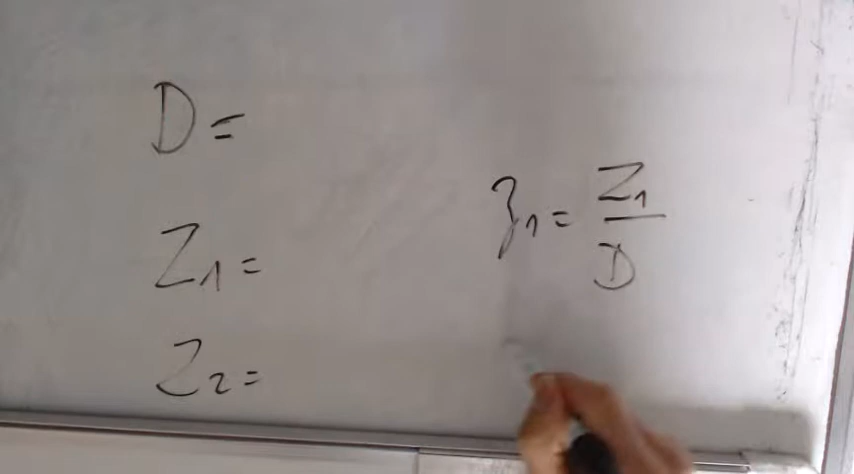 D =
Z₁ =
Z₂ =
z₁ = Z₁/D